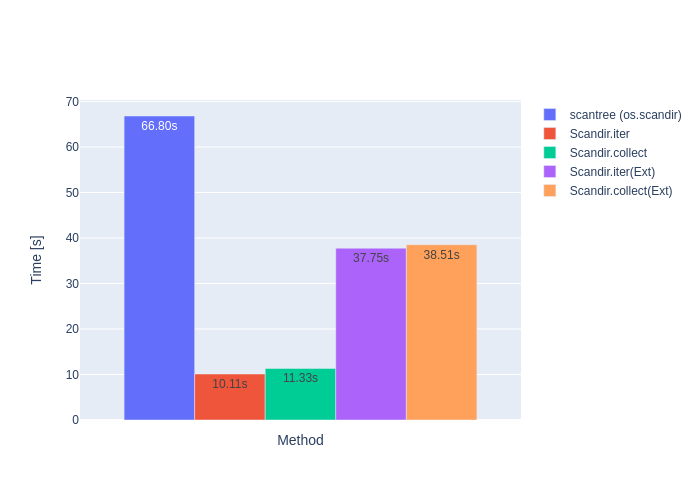 70
60
50
40
30
20
10
0
Time [s]
66.80s
10.11s
11.33s
37.75s
38.51s
Method
scantree (os.scandir)
Scandir.iter
Scandir.collect
Scandir.iter(Ext)
Scandir.collect(Ext)